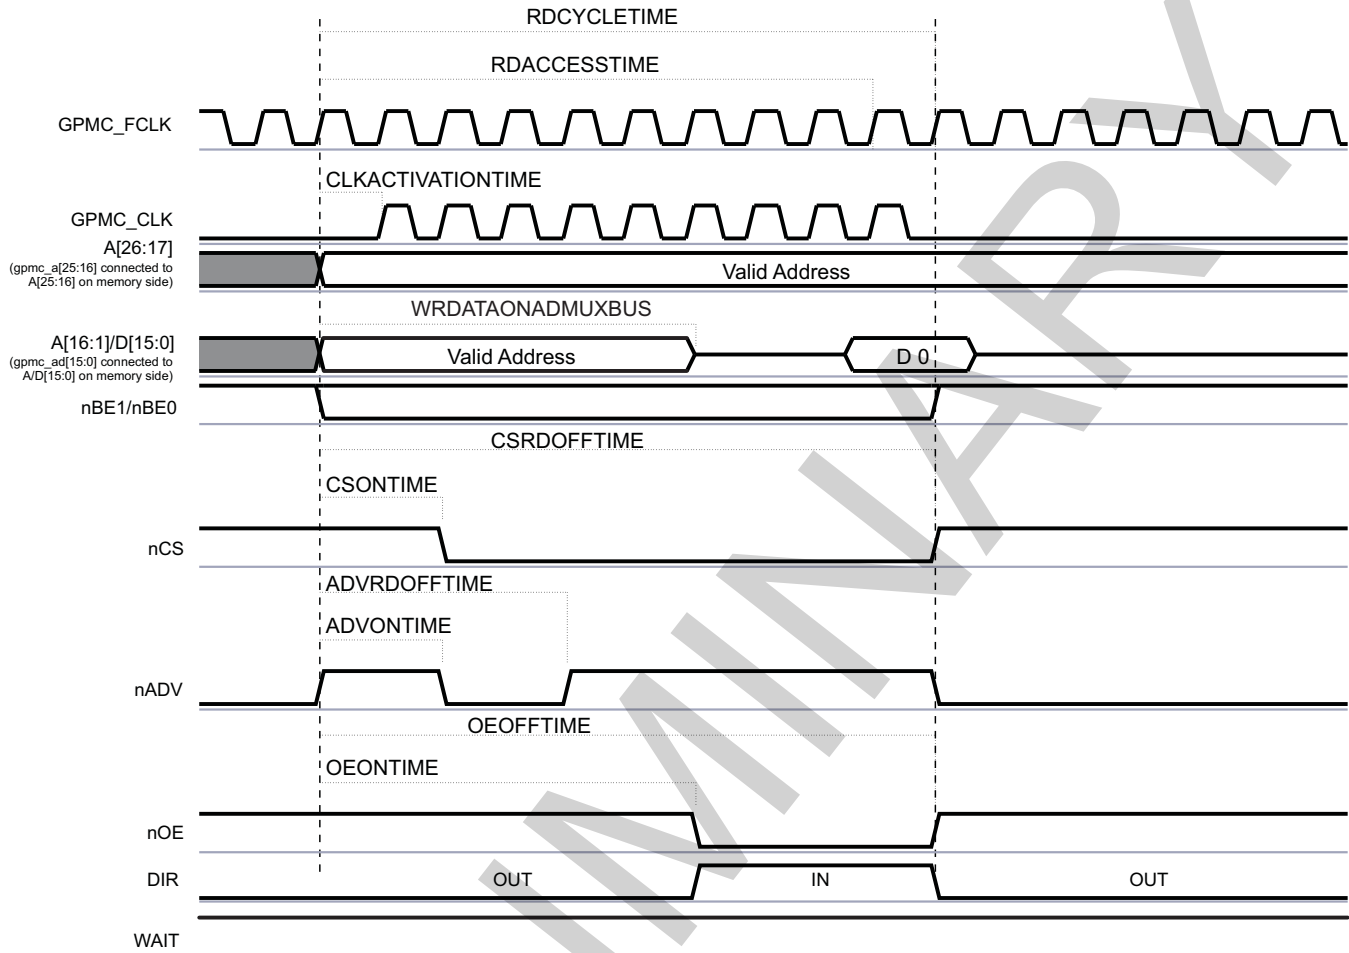 RDCYCLETIME
RDACCESSTIME
GPMC_FCLK
CLKACTIVATIONTIME
GPMC_CLK
A[26:17]
(gpmc_a[25:16] connected to
A[25:16] on memory side)
Valid Address
WRDATAONADMUXBUS
A[16:1]/D[15:0]
(gpmc_ad[15:0] connected to
A/D[15:0] on memory side)
Valid Address
D 0
nBE1/nBE0
CSRDOFFTIME
CSONTIME
nCS
ADVRDOFFTIME
ADVONTIME
nADV
OEOFFTIME
OEONTIME
nOE
DIR
OUT
IN
OUT
WAIT
IMINARY